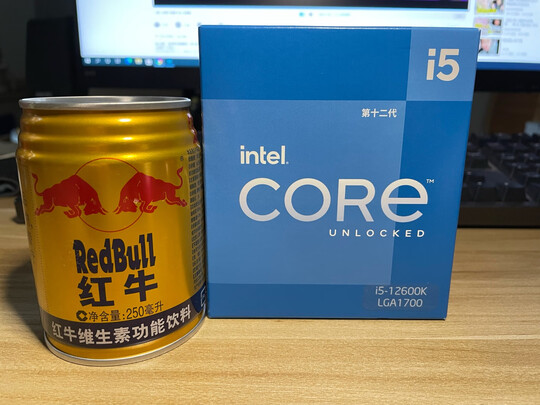 RedBull
红牛
净含量:250毫升
红牛维生素功能饮料
i5
第十二代
intel.
CORe™
UNLOCKED
i5-12600K
LGA1700